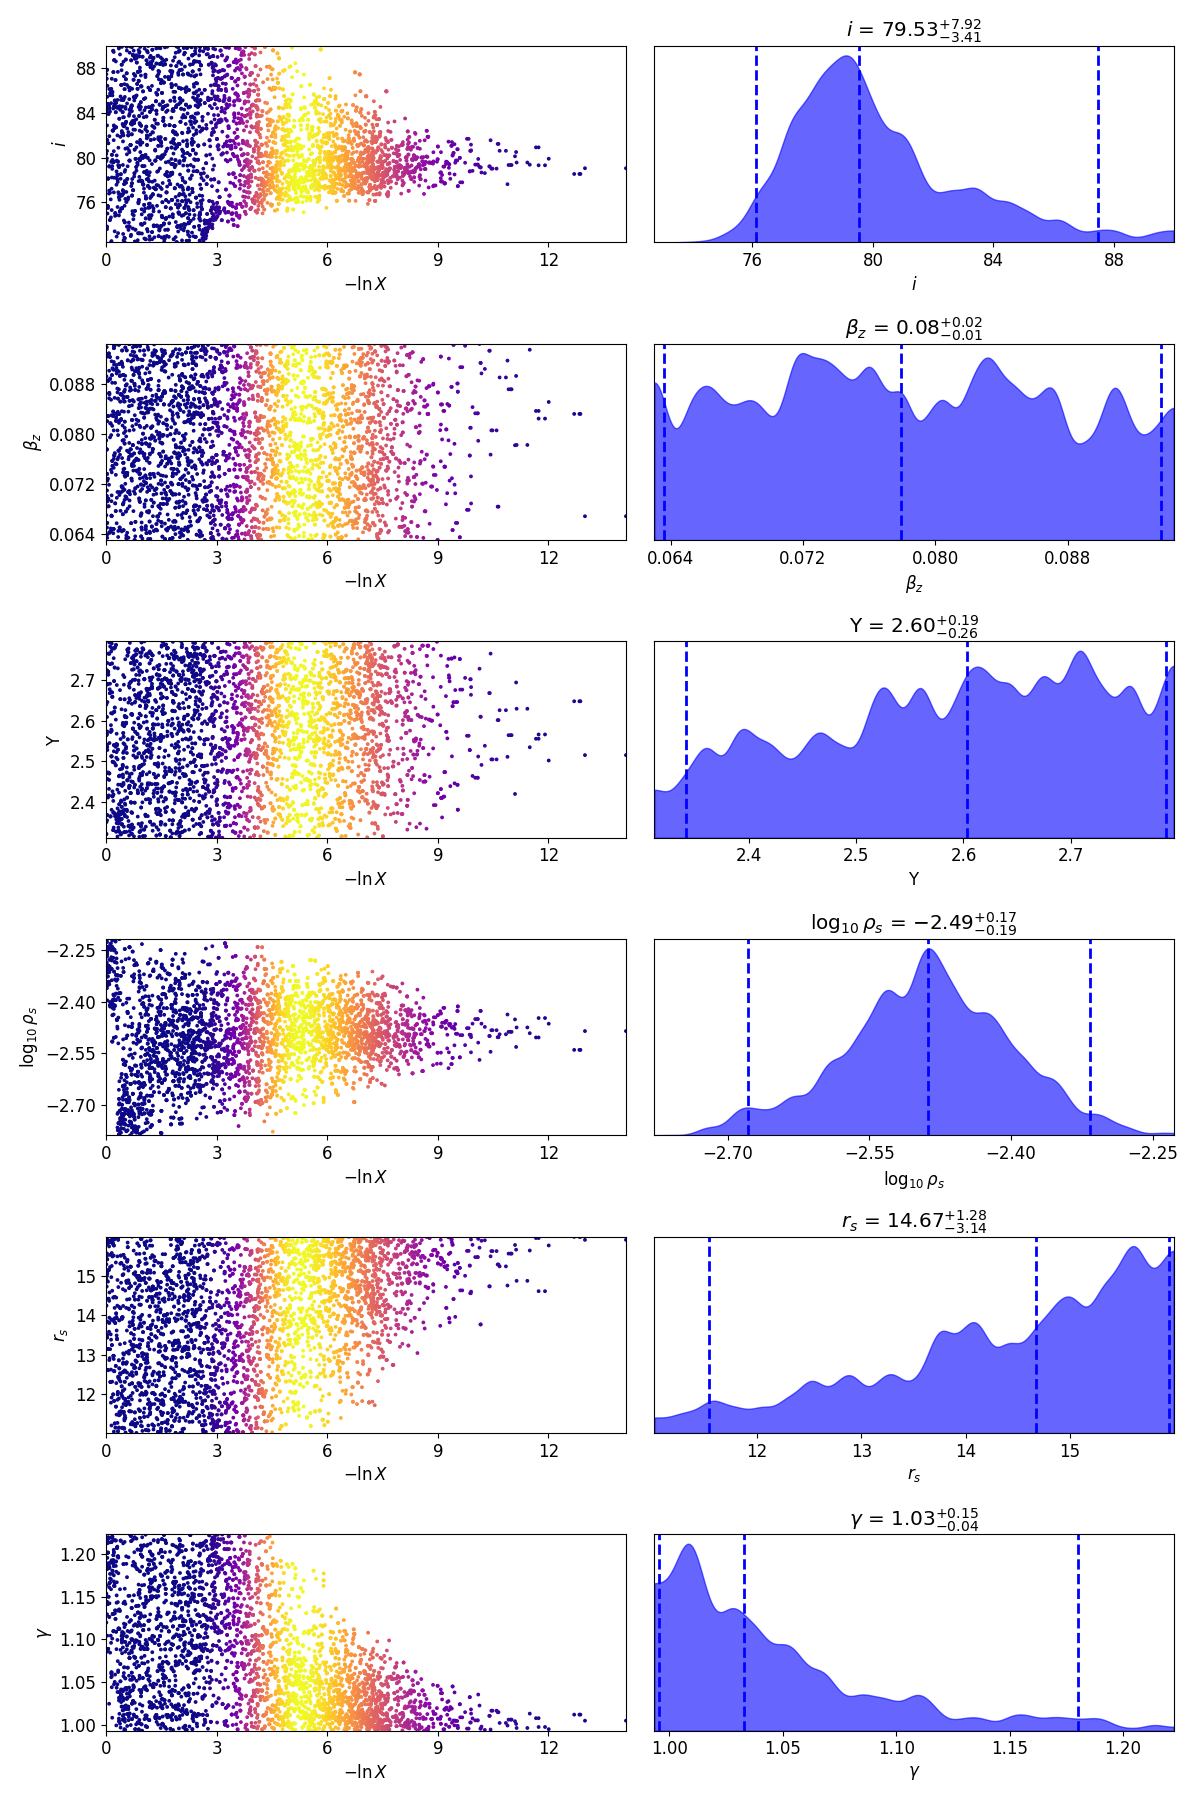 i = 79.53 +7.92 −3.41
88
84
80
76
i
0 3 6 9 12
−ln X
76 80 84 88
i
β_z = 0.08 +0.02 −0.01
0.088
0.080
0.072
0.064
β_z
0 3 6 9 12
−ln X
0.064 0.072 0.080 0.088
β_z
Y = 2.60 +0.19 −0.26
2.7
2.6
2.5
2.4
Y
0 3 6 9 12
−ln X
2.4 2.5 2.6 2.7
Y
log₁₀ ρ_s = −2.49 +0.17 −0.19
−2.25
−2.40
−2.55
−2.70
log₁₀ ρ_s
0 3 6 9 12
−ln X
−2.70 −2.55 −2.40 −2.25
log₁₀ ρ_s
r_s = 14.67 +1.28 −3.14
15
14
13
12
r_s
0 3 6 9 12
−ln X
12 13 14 15
r_s
γ = 1.03 +0.15 −0.04
1.20
1.15
1.10
1.05
1.00
γ
0 3 6 9 12
−ln X
1.00 1.05 1.10 1.15 1.20
γ